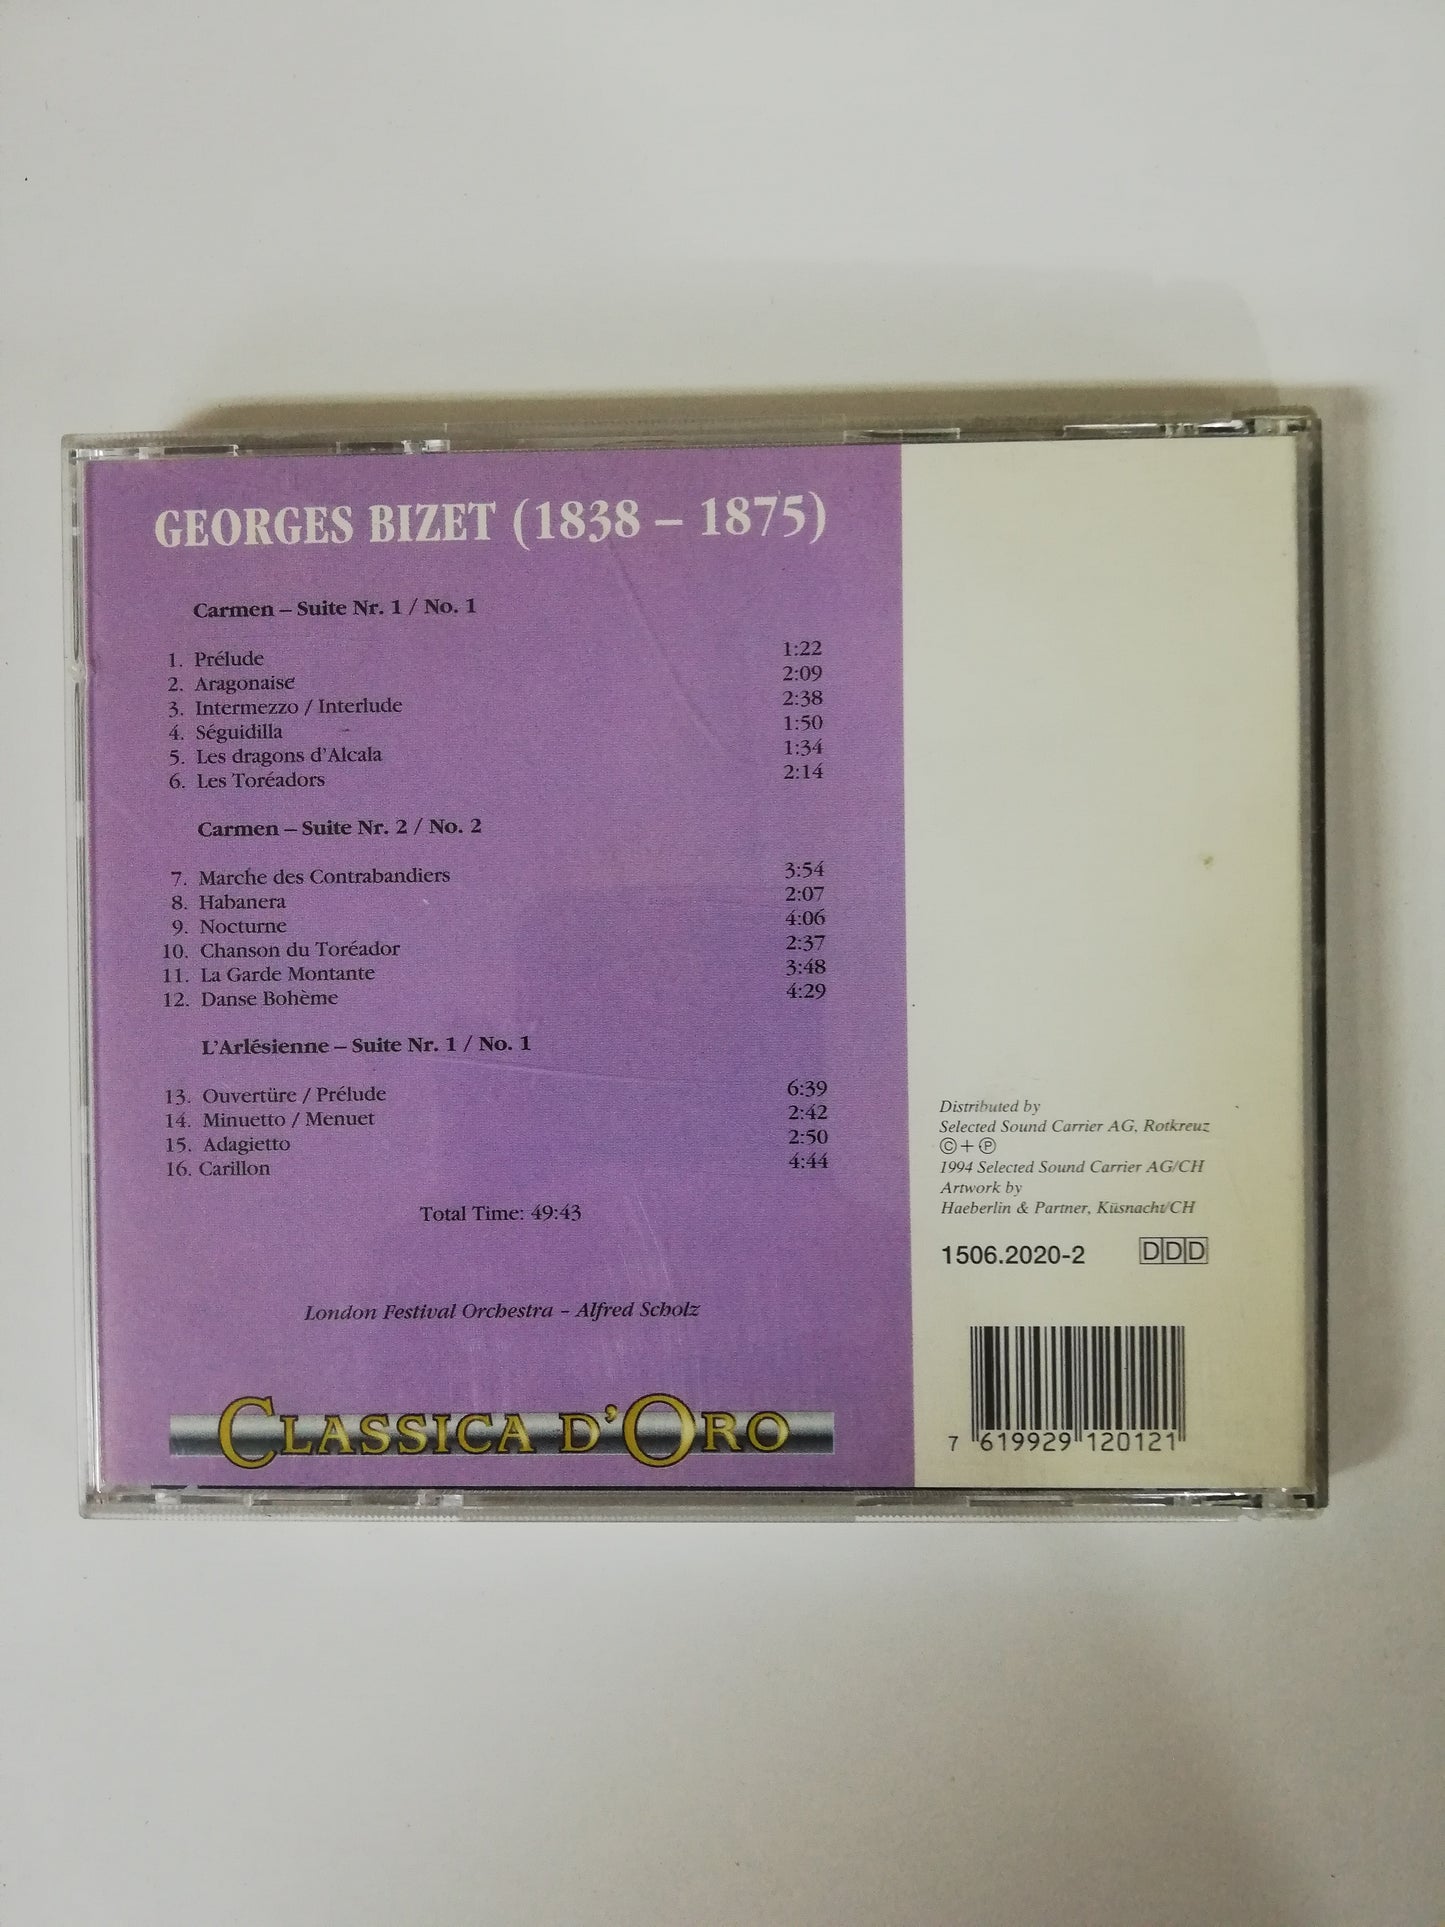 GEORGES BIZET (1838 – 1875)
Carmen – Suite Nr. 1 / No. 1
1. Prélude 1:22
2. Aragonaise 2:09
3. Intermezzo / Interlude 2:38
4. Séguidilla 1:50
5. Les dragons d'Alcala 1:34
6. Les Toréadors 2:14
Carmen – Suite Nr. 2 / No. 2
7. Marche des Contrabandiers 3:54
8. Habanera 2:07
9. Nocturne 4:06
10. Chanson du Toréador 2:37
11. La Garde Montante 3:48
12. Danse Bohème 4:29
L'Arlésienne – Suite Nr. 1 / No. 1
13. Ouvertüre / Prélude 6:39
14. Minuetto / Menuet 2:42
15. Adagietto 2:50
16. Carillon 4:44
Total Time: 49:43
London Festival Orchestra – Alfred Scholz
CLASSICA D'ORO
Distributed by
Selected Sound Carrier AG, Rotkreuz
©+℗
1994 Selected Sound Carrier AG/CH
Artwork by
Haeberlin & Partner, Küsnacht/CH
1506.2020-2 DDD
7 619929 120121